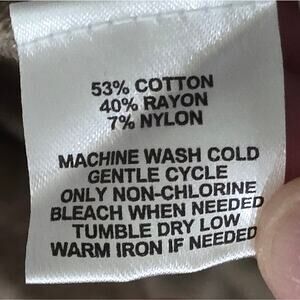 53% COTTON
40% RAYON
7% NYLON
MACHINE WASH COLD
GENTLE CYCLE
ONLY NON-CHLORINE
BLEACH WHEN NEEDED
TUMBLE DRY LOW
WARM IRON IF NEEDED